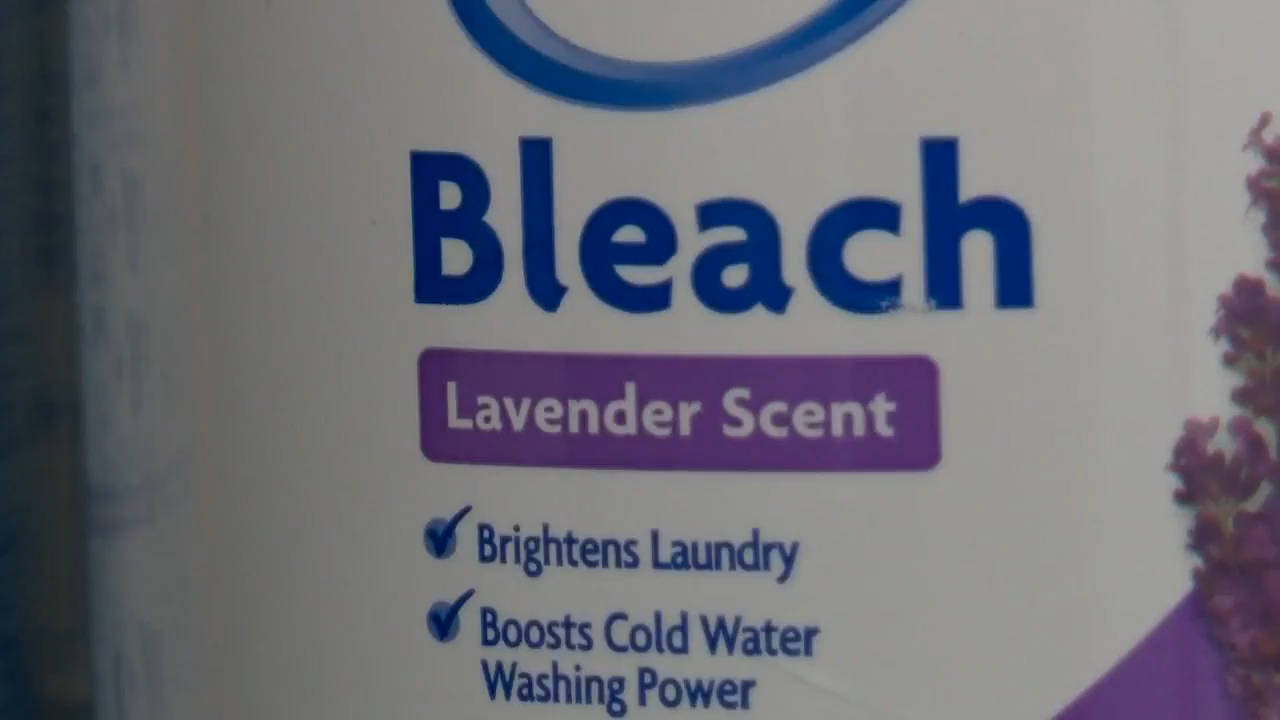 Bleach
Lavender Scent
Brightens Laundry
Boosts Cold Water
Washing Power